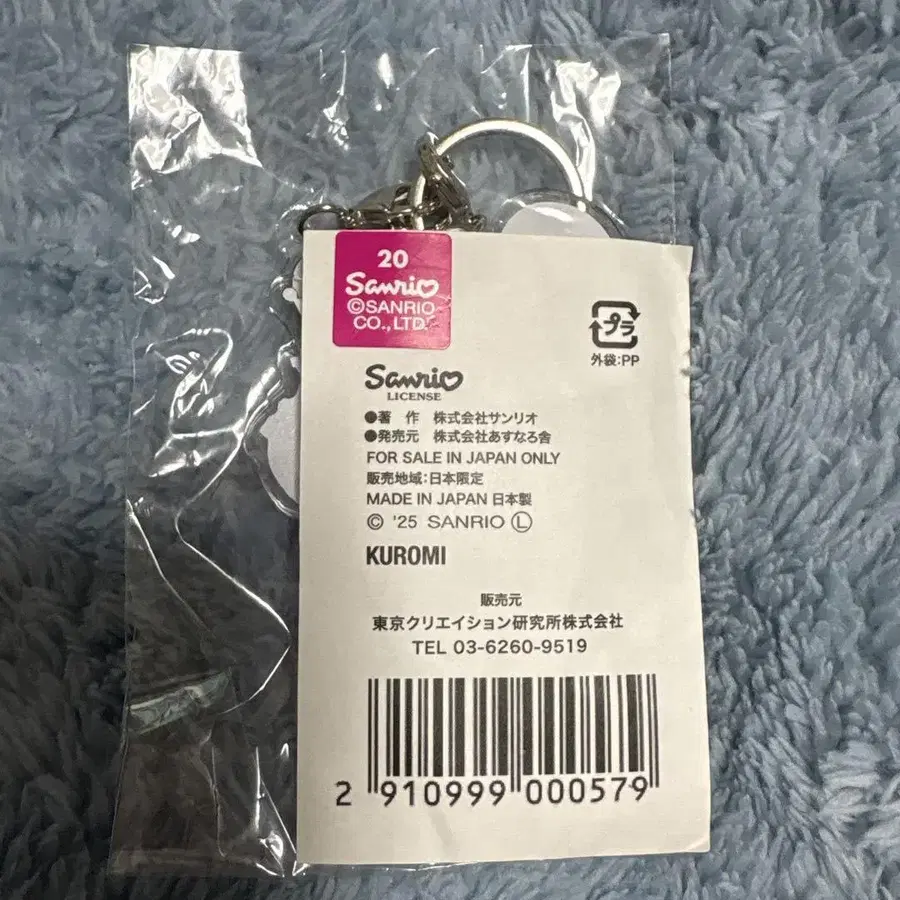 20
Sanrio
©SANRIO
CO.,LTD.
プラ
外袋:PP
Sanrio
LICENSE
●著 作 株式会社サンリオ
●発売元 株式会社あすなろ舎
FOR SALE IN JAPAN ONLY
販売地域:日本限定
MADE IN JAPAN 日本製
© '25 SANRIO Ⓛ
KUROMI
販売元
東京クリエイション研究所株式会社
TEL 03-6260-9519
2 910999 000579